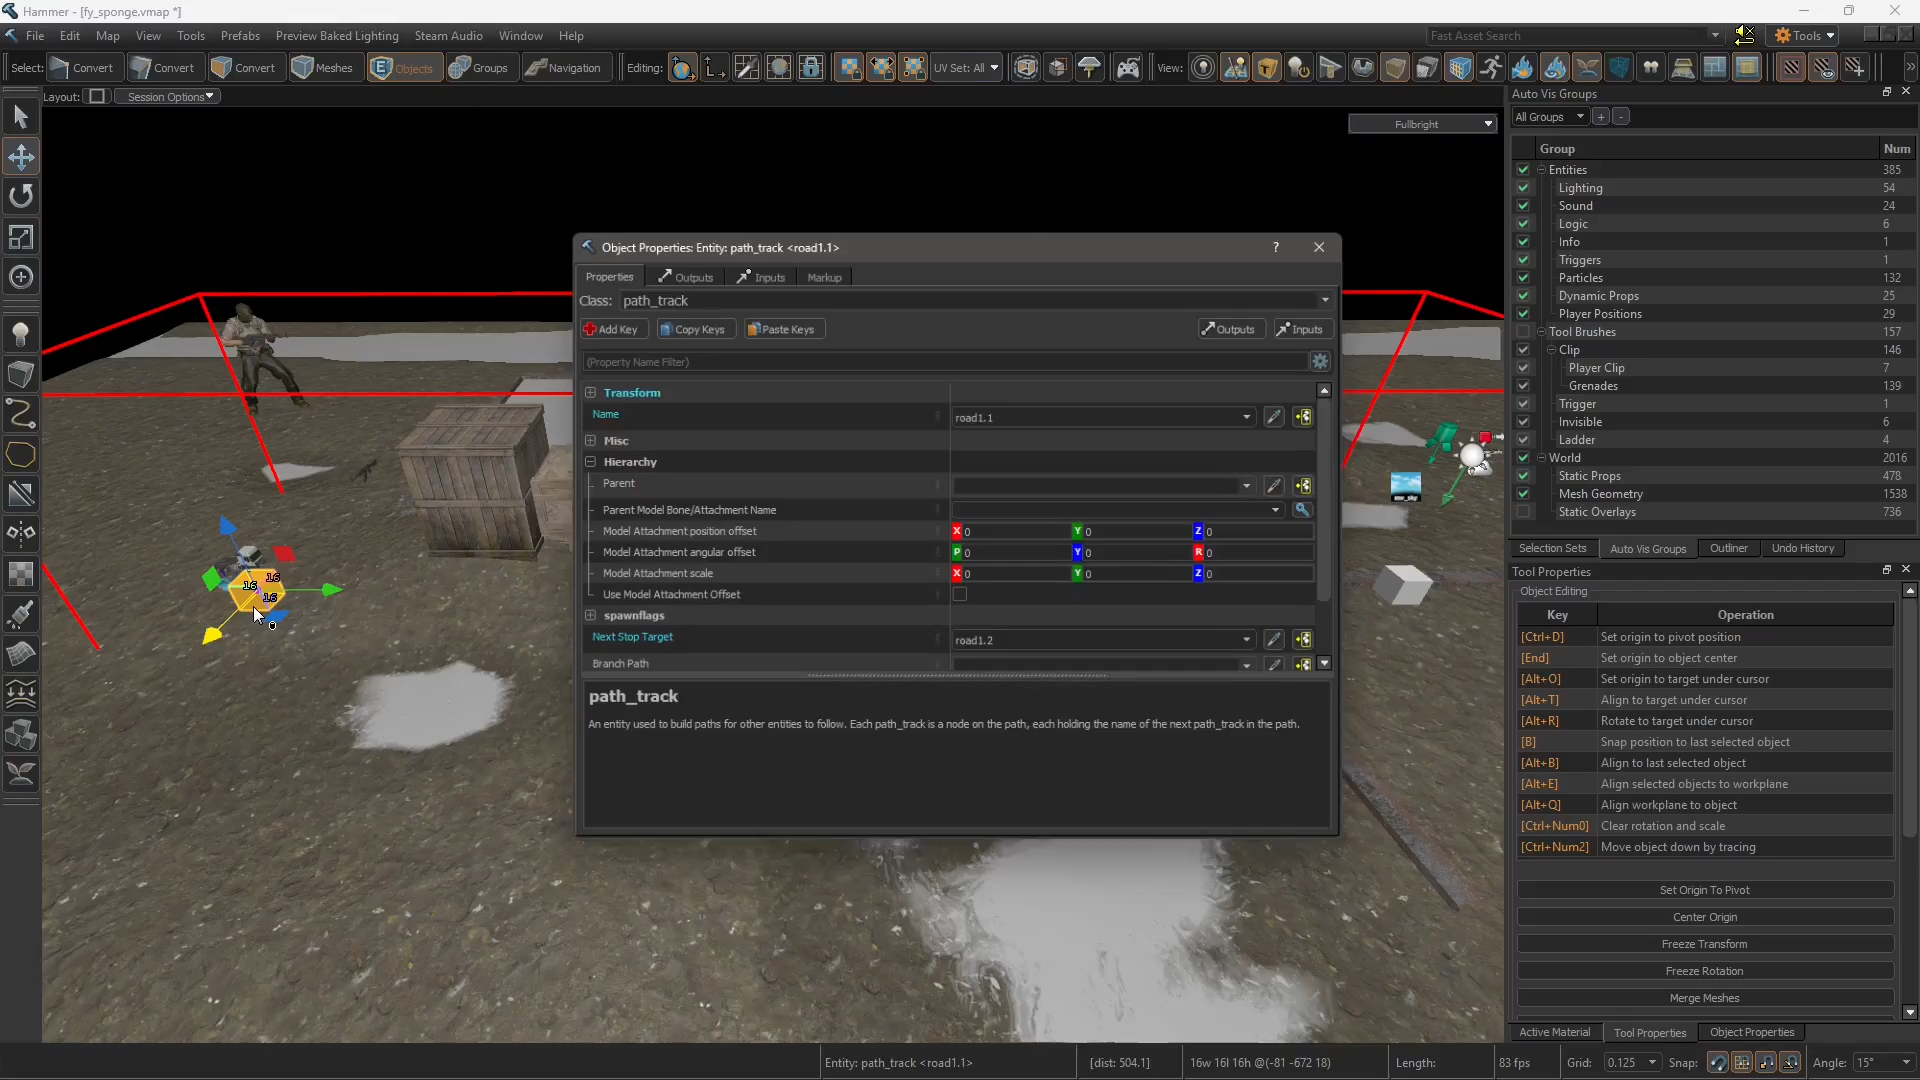 Hammer - [fy_sponge.vmap *]
File Edit Map View Tools Prefabs Preview Baked Lighting Steam Audio Window Help
Fast Asset Search
Tools
Select: Convert Convert Convert Meshes Objects Groups Navigation Editing: UV Set: All View:
Layout: Session Options
Fullbright
Auto Vis Groups
All Groups + -
Group Num
Entities 385
Lighting 54
Sound 24
Logic 6
Info 1
Triggers 1
Particles 132
Dynamic Props 25
Player Positions 29
Tool Brushes 157
Clip 146
Player Clip 7
Grenades 139
Trigger 1
Invisible 6
Ladder 4
World 2016
Static Props 478
Mesh Geometry 1538
Static Overlays 736
Selection Sets Auto Vis Groups Outliner Undo History
Tool Properties
Object Editing
Key Operation
[Ctrl+D] Set origin to pivot position
[End] Set origin to object center
[Alt+O] Set origin to target under cursor
[Alt+T] Align to target under cursor
[Alt+R] Rotate to target under cursor
[B] Snap position to last selected object
[Alt+B] Align to last selected object
[Alt+E] Align selected objects to workplane
[Alt+Q] Align workplane to object
[Ctrl+Num0] Clear rotation and scale
[Ctrl+Num2] Move object down by tracing
Set Origin To Pivot
Center Origin
Freeze Transform
Freeze Rotation
Merge Meshes
Active Material Tool Properties Object Properties
Object Properties: Entity: path_track <road1.1>
?
Properties Outputs Inputs Markup
Class: path_track
Add Key Copy Keys Paste Keys Outputs Inputs
(Property Name Filter)
Transform
Name road1.1
Misc
Hierarchy
Parent
Parent Model Bone/Attachment Name
Model Attachment position offset X 0 Y 0 Z 0
Model Attachment angular offset P 0 Y 0 R 0
Model Attachment scale X 0 Y 0 Z 0
Use Model Attachment Offset
spawnflags
Next Stop Target road1.2
Branch Path
path_track
An entity used to build paths for other entities to follow. Each path_track is a node on the path, each holding the name of the next path_track in the path.
16
16
16
Entity: path_track <road1.1> [dist: 504.1] 16w 16l 16h @(-81 -672 18) Length: 83 fps Grid: 0.125 Snap: Angle: 15°